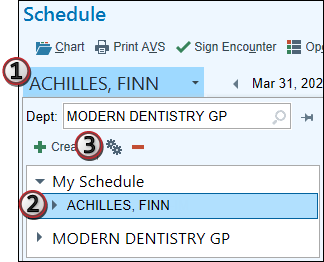 Schedule
Chart Print AVS Sign Encounter
1
ACHILLES, FINN Mar 31, 202
Dept: MODERN DENTISTRY GP
Crea 3
My Schedule
2 ACHILLES, FINN
MODERN DENTISTRY GP